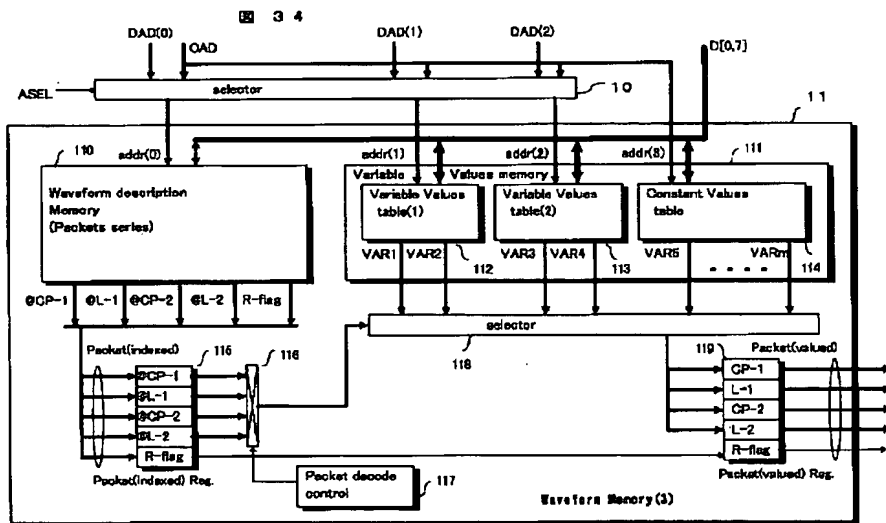 図 3 4
DAD(0)
OAD
DAD(1)
DAD(2)
D[0,7]
ASEL
selector
1 0
1 1
110
addr(0)
addr(1)
addr(2)
addr(3)
111
Waveform description
Memory
(Packets series)
Variable Values memory
Variable Values
table(1)
Variable Values
table(2)
Constant Values
table
VAR1
VAR2
112
VAR3
VAR4
113
VAR5
VARm
114
@CP-1
@L-1
@CP-2
@L-2
R-flag
selector
118
Packet(indexed)
115
116
@CP-1
@L-1
@CP-2
@L-2
R-flag
Packet(indexed) Reg.
Packet decode
control
117
119
Packet(valued)
CP-1
L-1
CP-2
L-2
R-flag
Packet(valued) Reg.
Waveform Memory(3)